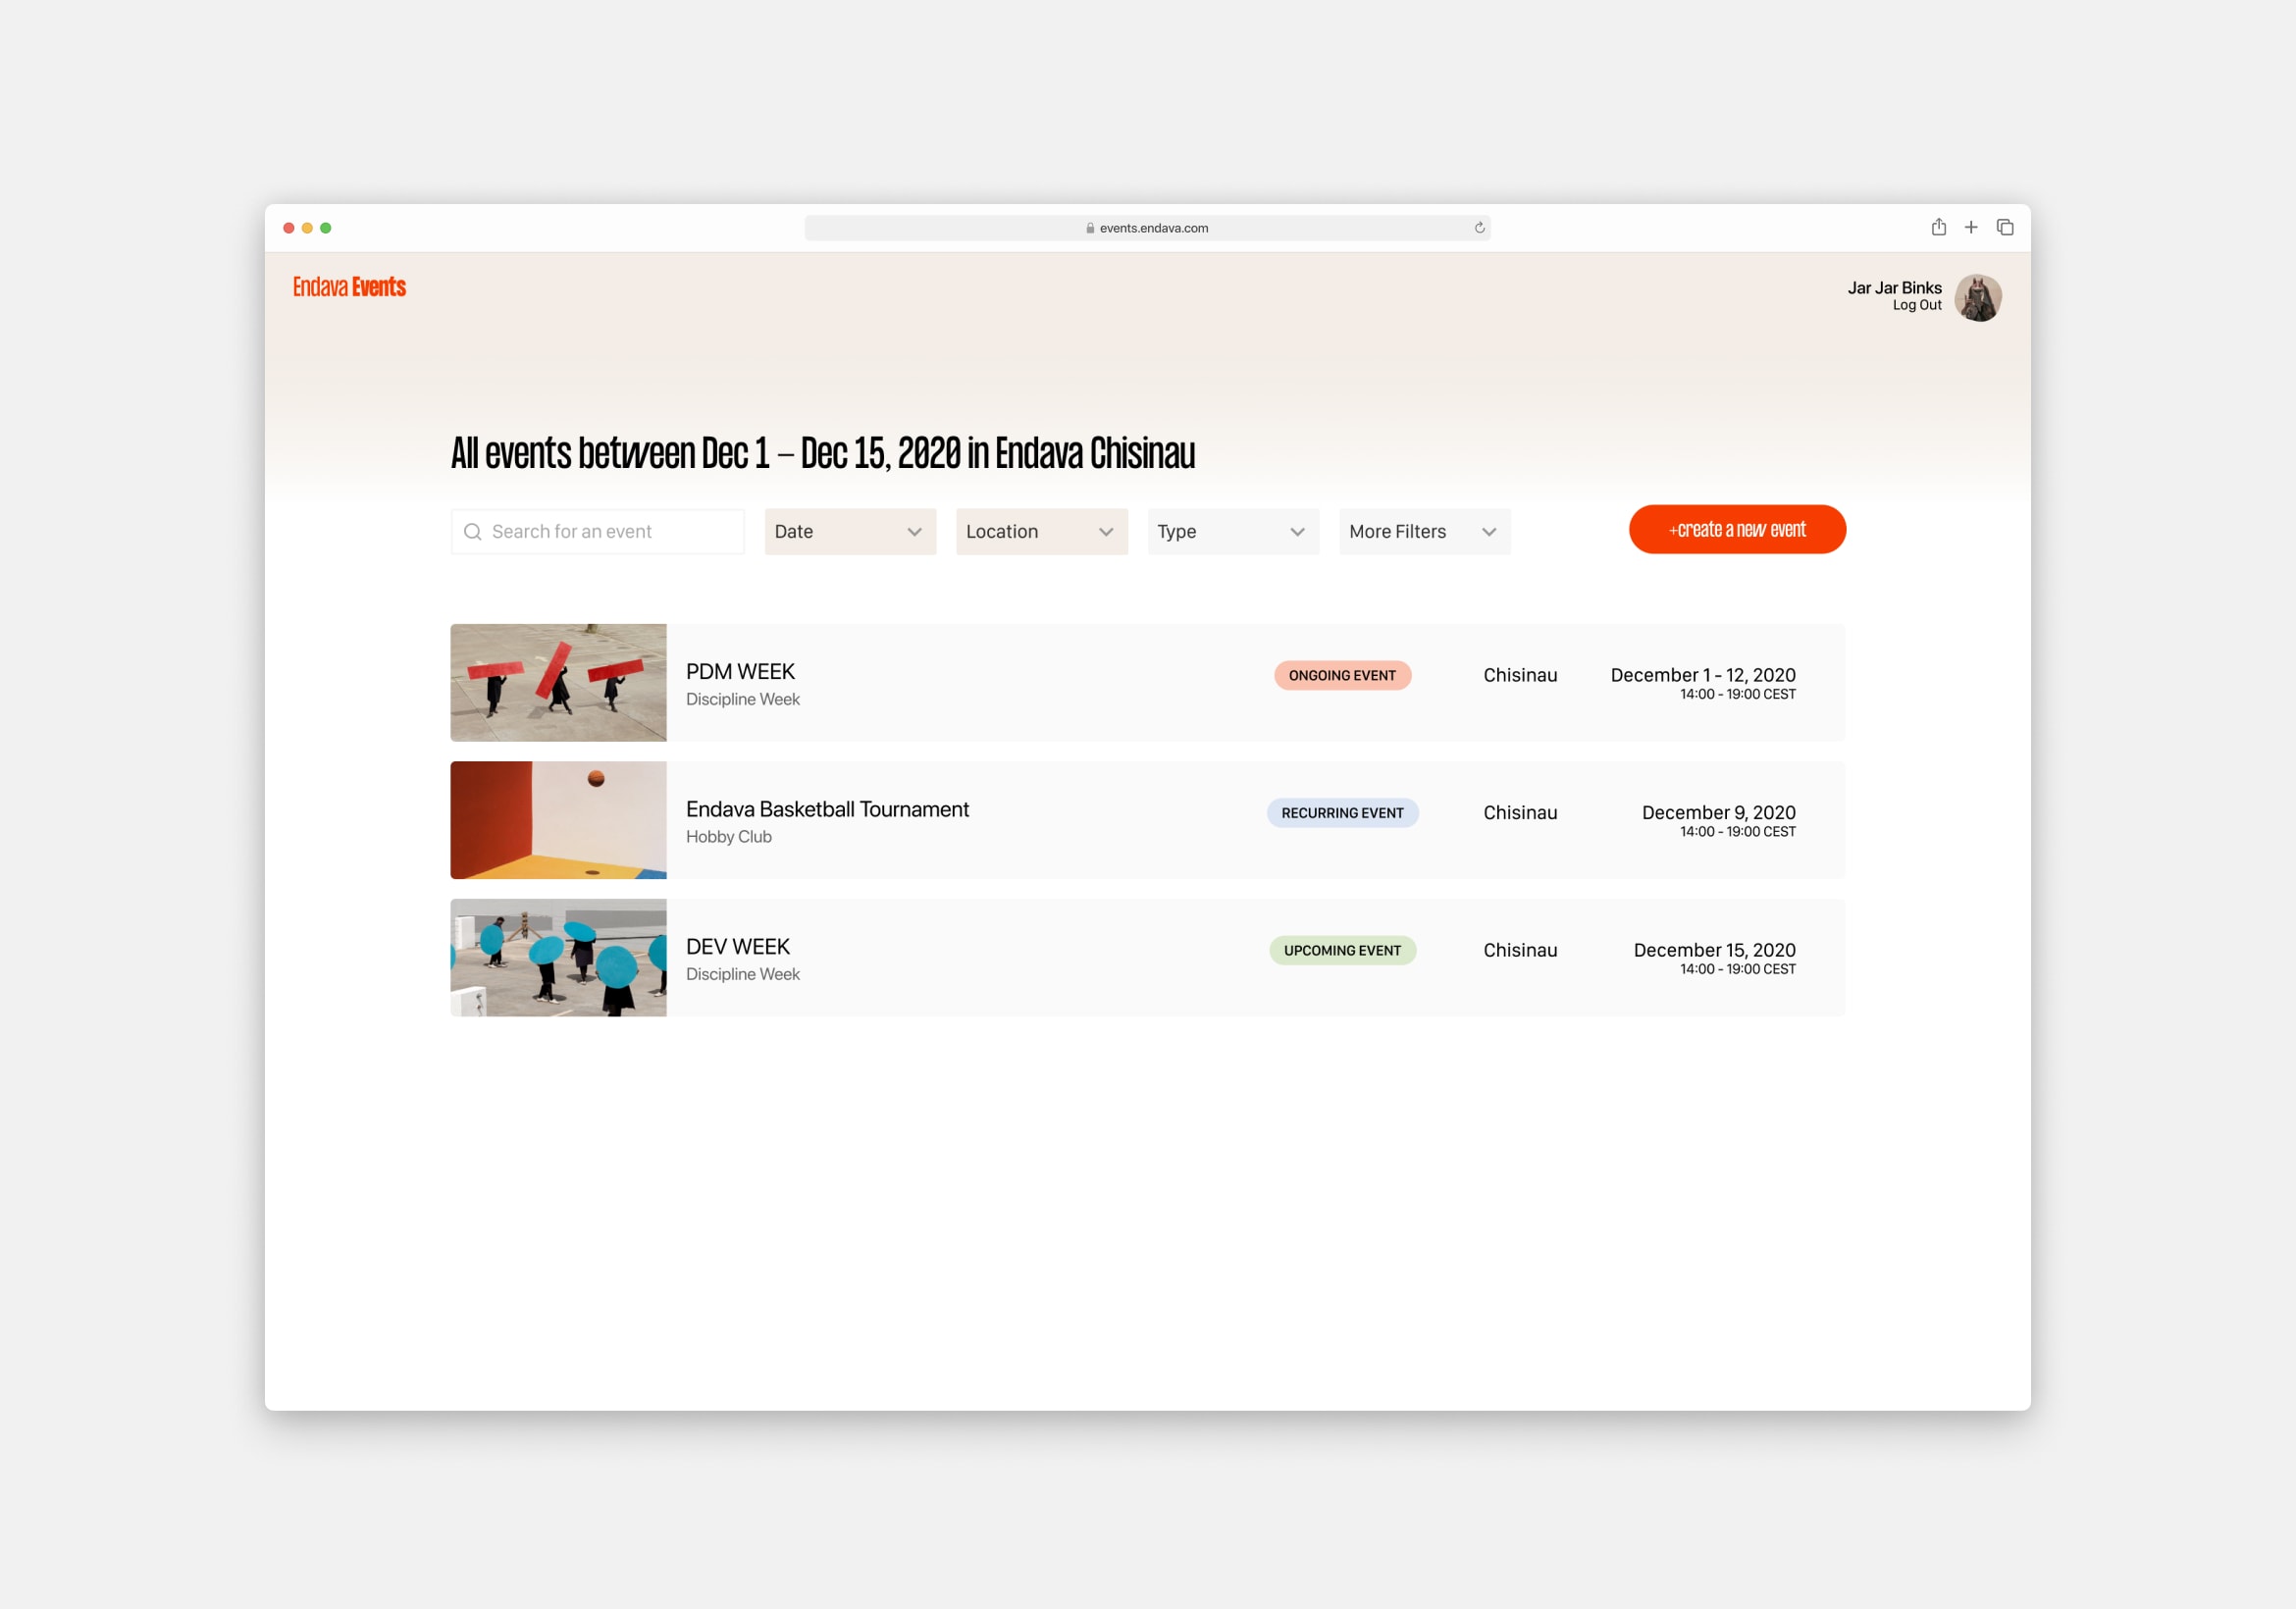 events.endava.com
Endava Events
Jar Jar Binks
Log Out
All events between Dec 1 – Dec 15, 2020 in Endava Chisinau
Search for an event
Date
Location
Type
More Filters
+create a new event
PDM WEEK
Discipline Week
ONGOING EVENT
Chisinau
December 1 - 12, 2020
14:00 - 19:00 CEST
Endava Basketball Tournament
Hobby Club
RECURRING EVENT
Chisinau
December 9, 2020
14:00 - 19:00 CEST
DEV WEEK
Discipline Week
UPCOMING EVENT
Chisinau
December 15, 2020
14:00 - 19:00 CEST